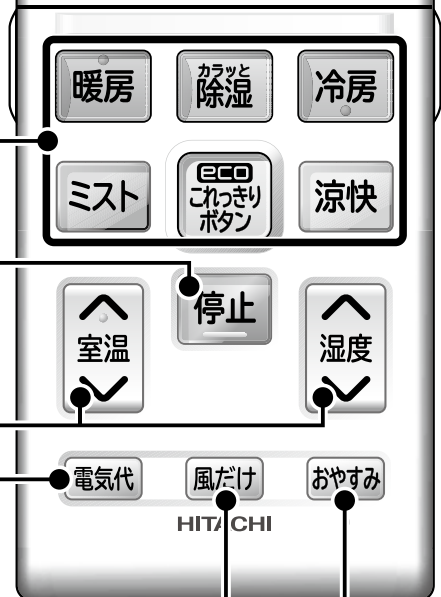 暖房
カラッと
除湿
冷房
ミスト
eco
これっきり
ボタン
涼快
停止
室温
湿度
電気代
風だけ
おやすみ
HITACHI